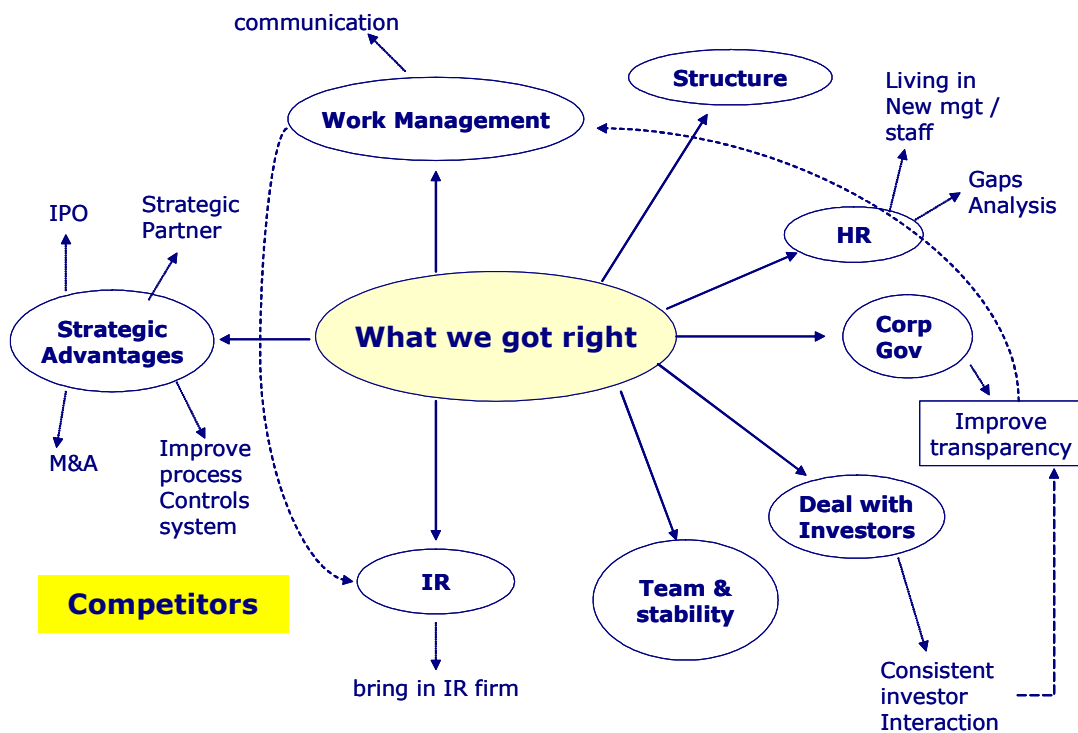 communication
Structure
Work Management
Living in
New mgt /
staff
Gaps
Analysis
IPO
Strategic
Partner
HR
Strategic
Advantages
What we got right
Corp
Gov
Improve
transparency
M&A
Improve
process
Controls
system
Deal with
Investors
IR
Team &
stability
Competitors
bring in IR firm
Consistent
investor
Interaction